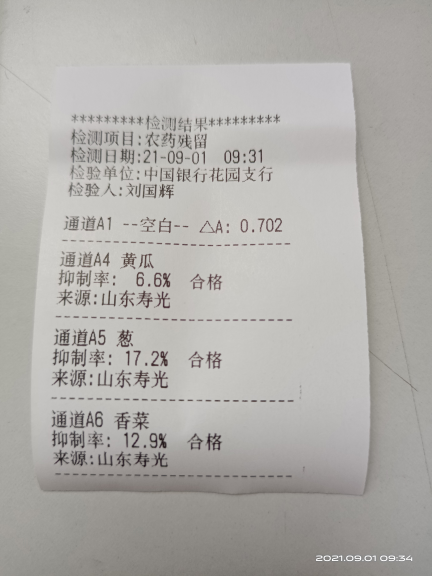 *********检测结果*********
检测项目:农药残留
检测日期:21-09-01 09:31
检验单位:中国银行花园支行
检验人:刘国辉
通道A1 --空白-- △A: 0.702
通道A4 黄瓜
抑制率: 6.6% 合格
来源:山东寿光
通道A5 葱
抑制率: 17.2% 合格
来源:山东寿光
通道A6 香菜
抑制率: 12.9% 合格
来源:山东寿光
2021.09.01 09:34